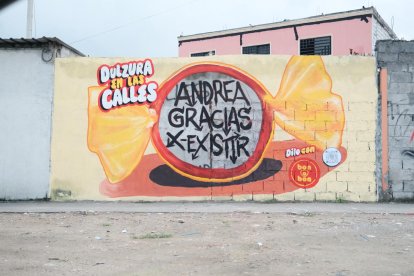 DULZURA
EN LAS
CALLES
ANDREA
GRACIAS
X EXISTIR
Dilo con
bon
o
bon